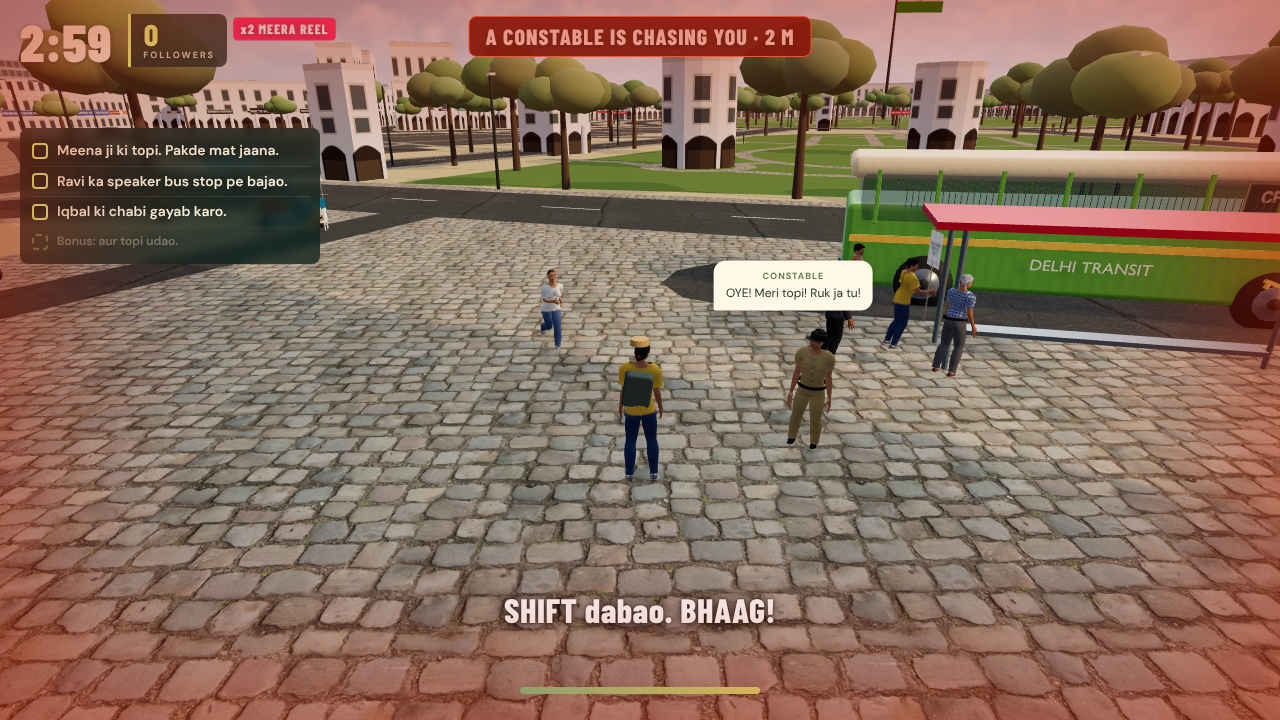 2:59
0
FOLLOWERS
x2 MEERA REEL
A CONSTABLE IS CHASING YOU · 2 M
Meena ji ki topi. Pakde mat jaana.
Ravi ka speaker bus stop pe bajao.
Iqbal ki chabi gayab karo.
Bonus: aur topi udao.
CONSTABLE
OYE! Meri topi! Ruk ja tu!
DELHI TRANSIT
SHIFT dabao. BHAAG!